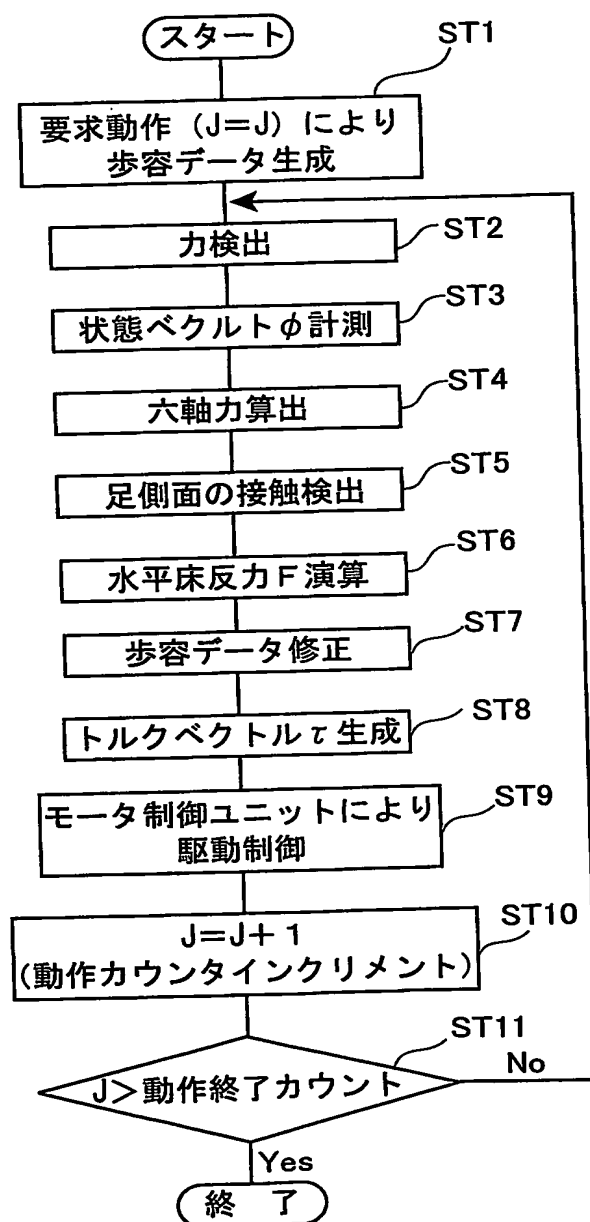 スタート
ST1
要求動作（J＝J）により
歩容データ生成
力検出
ST2
状態ベクルトφ計測
ST3
六軸力算出
ST4
足側面の接触検出
ST5
水平床反力F演算
ST6
歩容データ修正
ST7
トルクベクトルτ生成
ST8
モータ制御ユニットにより
駆動制御
ST9
J＝J＋1
(動作カウンタインクリメント)
ST10
J＞動作終了カウント
ST11
No
Yes
終 了